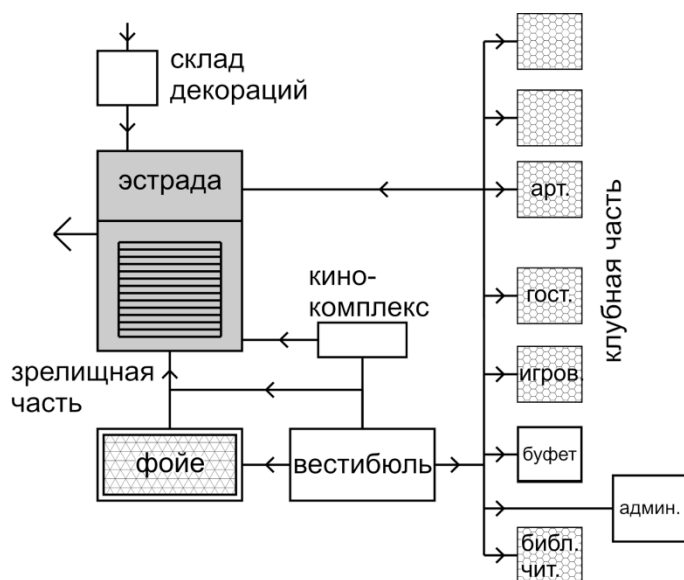 склад
декораций
эстрада
арт.
клубная часть
гост.
кино-
комплекс
игров.
зрелищная
часть
фойе
вестибюль
буфет
админ.
библ.
чит.